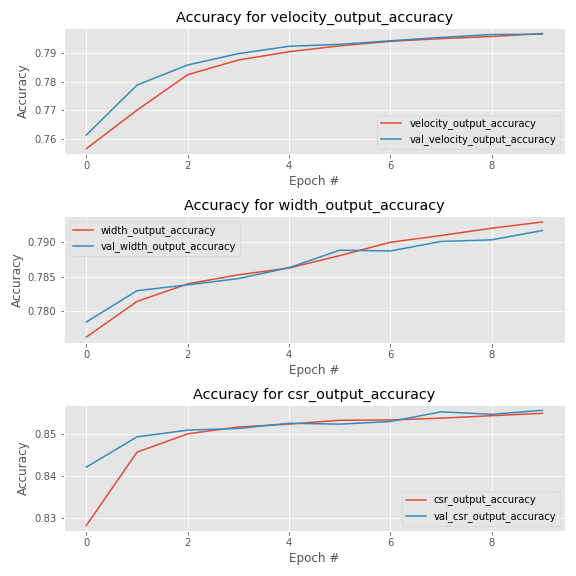 Accuracy for velocity_output_accuracy
Accuracy
0.79
0.78
0.77
0.76
velocity_output_accuracy
val_velocity_output_accuracy
0 2 4 6 8
Epoch #
Accuracy for width_output_accuracy
Accuracy
width_output_accuracy
val_width_output_accuracy
0.790
0.785
0.780
0 2 4 6 8
Epoch #
Accuracy for csr_output_accuracy
Accuracy
0.85
0.84
0.83
csr_output_accuracy
val_csr_output_accuracy
0 2 4 6 8
Epoch #